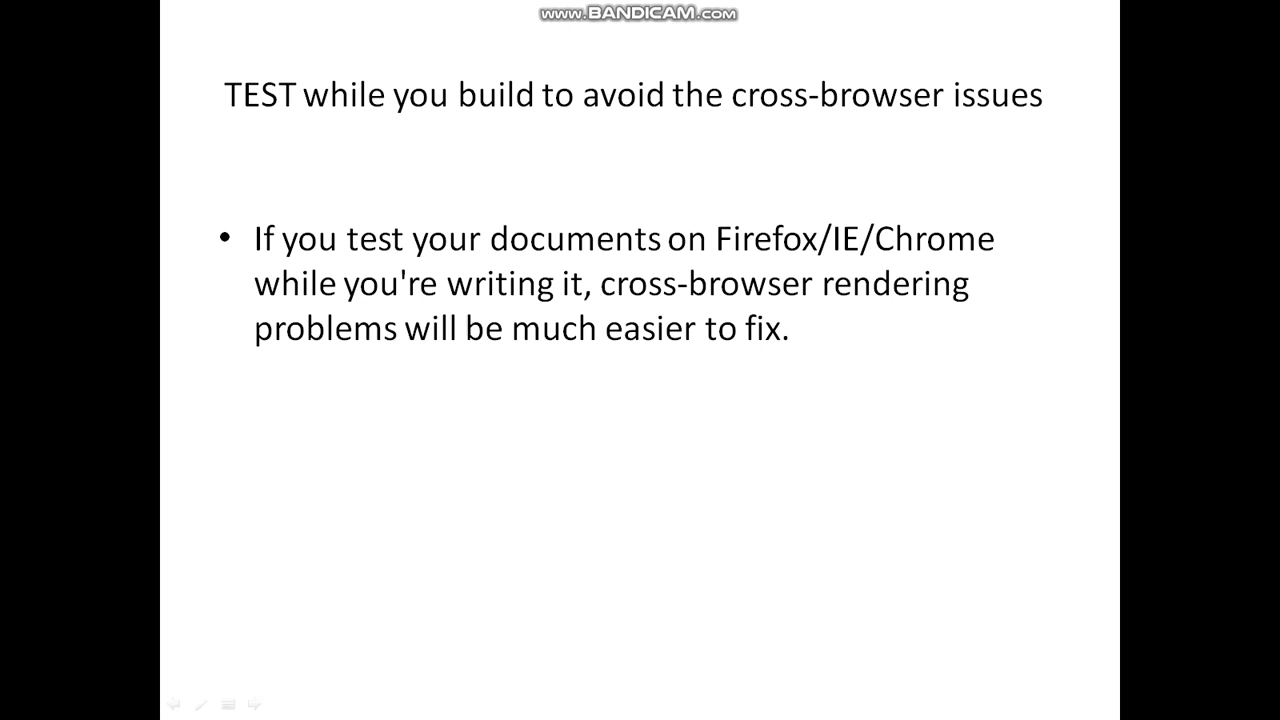 www.BANDICAM.com
TEST while you build to avoid the cross-browser issues
• If you test your documents on Firefox/IE/Chrome
while you're writing it, cross-browser rendering
problems will be much easier to fix.